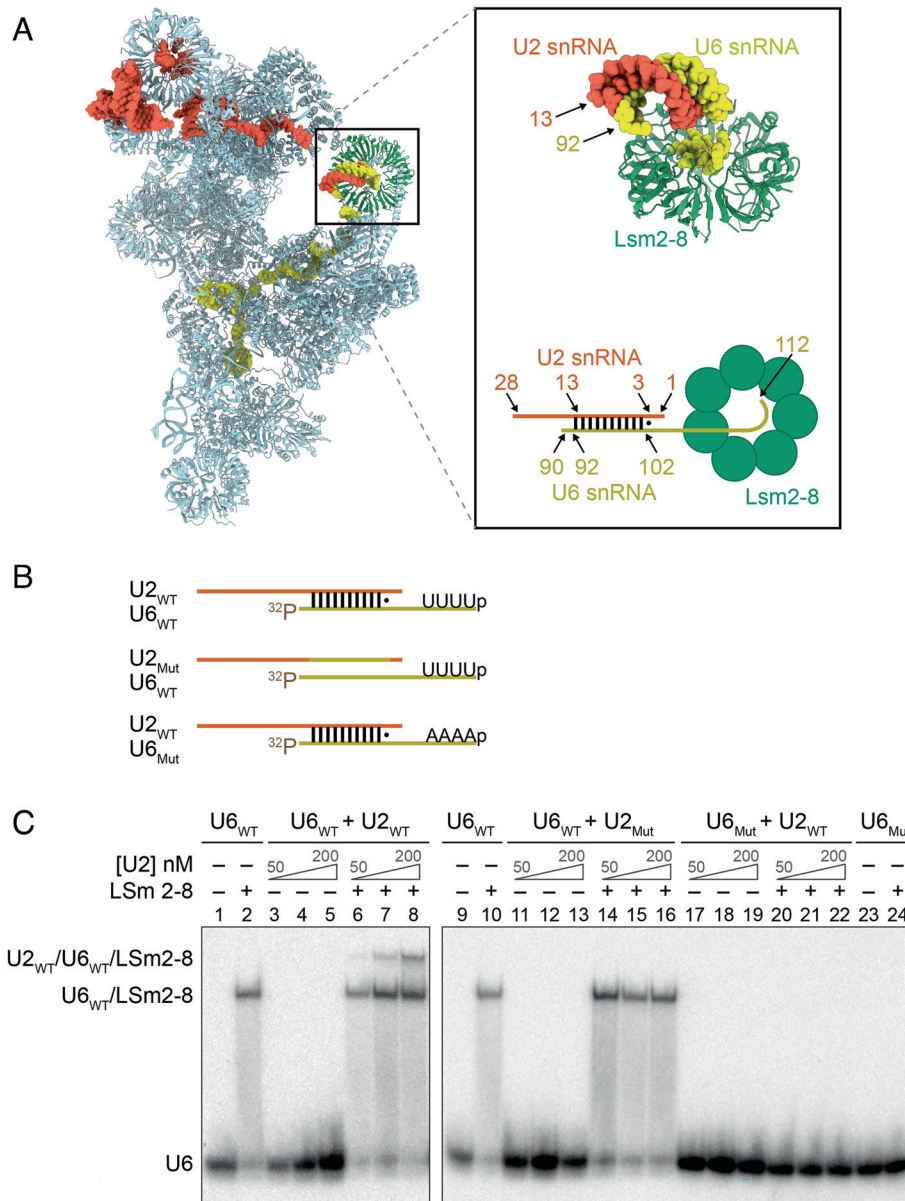 A
U2 snRNA U6 snRNA
13
92
Lsm2-8
112
U2 snRNA
28 13 3 1
90 92 102
U6 snRNA
Lsm2-8
B
U2WT
U6WT
32P
UUUUp
U2Mut
U6WT
32P
UUUUp
U2WT
U6Mut
32P
AAAAp
C
U6WT U6WT + U2WT U6WT U6WT + U2Mut U6Mut + U2WT U6Mut
[U2] nM – – 50 200 50 200 – – 50 200 50 200 50 200 50 200 – –
LSm 2-8 – + – – – + + + – + – – – + + + – – – + + + – +
1 2 3 4 5 6 7 8 9 10 11 12 13 14 15 16 17 18 19 20 21 22 23 24
U2WT/U6WT/LSm2-8
U6WT/LSm2-8
U6